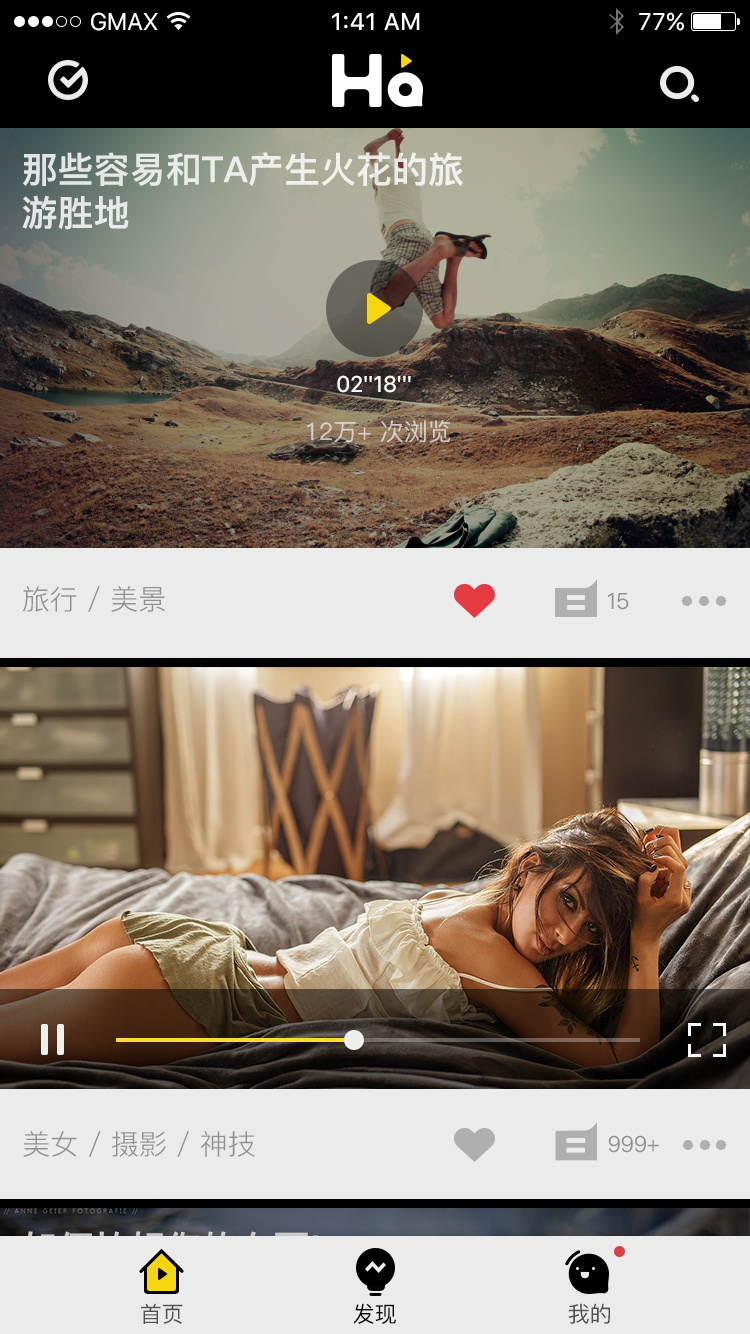 GMAX 1:41 AM 77%
Ha
那些容易和TA产生火花的旅
游胜地
02"18'"
12万+ 次浏览
旅行 / 美景 15
美女 / 摄影 / 神技 999+
// ANNE GEIER FOTOGRAFIE //
首页 发现 我的